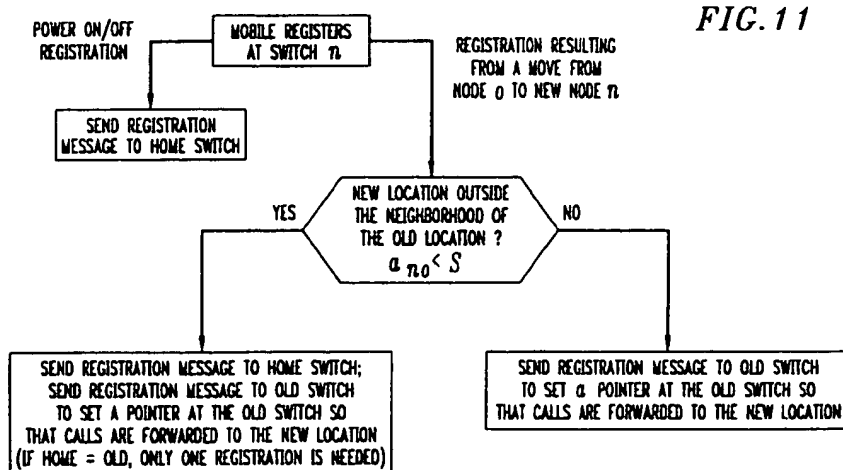 FIG.11
POWER ON/OFF
REGISTRATION
MOBILE REGISTERS
AT SWITCH n
REGISTRATION RESULTING
FROM A MOVE FROM
NODE o TO NEW NODE n
SEND REGISTRATION
MESSAGE TO HOME SWITCH
NEW LOCATION OUTSIDE
THE NEIGHBORHOOD OF
THE OLD LOCATION ?
a no < S
YES
NO
SEND REGISTRATION MESSAGE TO HOME SWITCH;
SEND REGISTRATION MESSAGE TO OLD SWITCH
TO SET A POINTER AT THE OLD SWITCH SO
THAT CALLS ARE FORWARDED TO THE NEW LOCATION
(IF HOME = OLD, ONLY ONE REGISTRATION IS NEEDED)
SEND REGISTRATION MESSAGE TO OLD SWITCH
TO SET a POINTER AT THE OLD SWITCH SO
THAT CALLS ARE FORWARDED TO THE NEW LOCATION